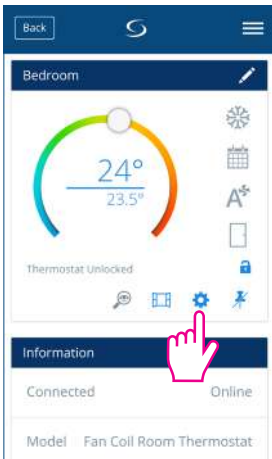 Back
Bedroom
24°
23.5°
A
Thermostat Unlocked
Information
Connected Online
Model Fan Coil Room Thermostat